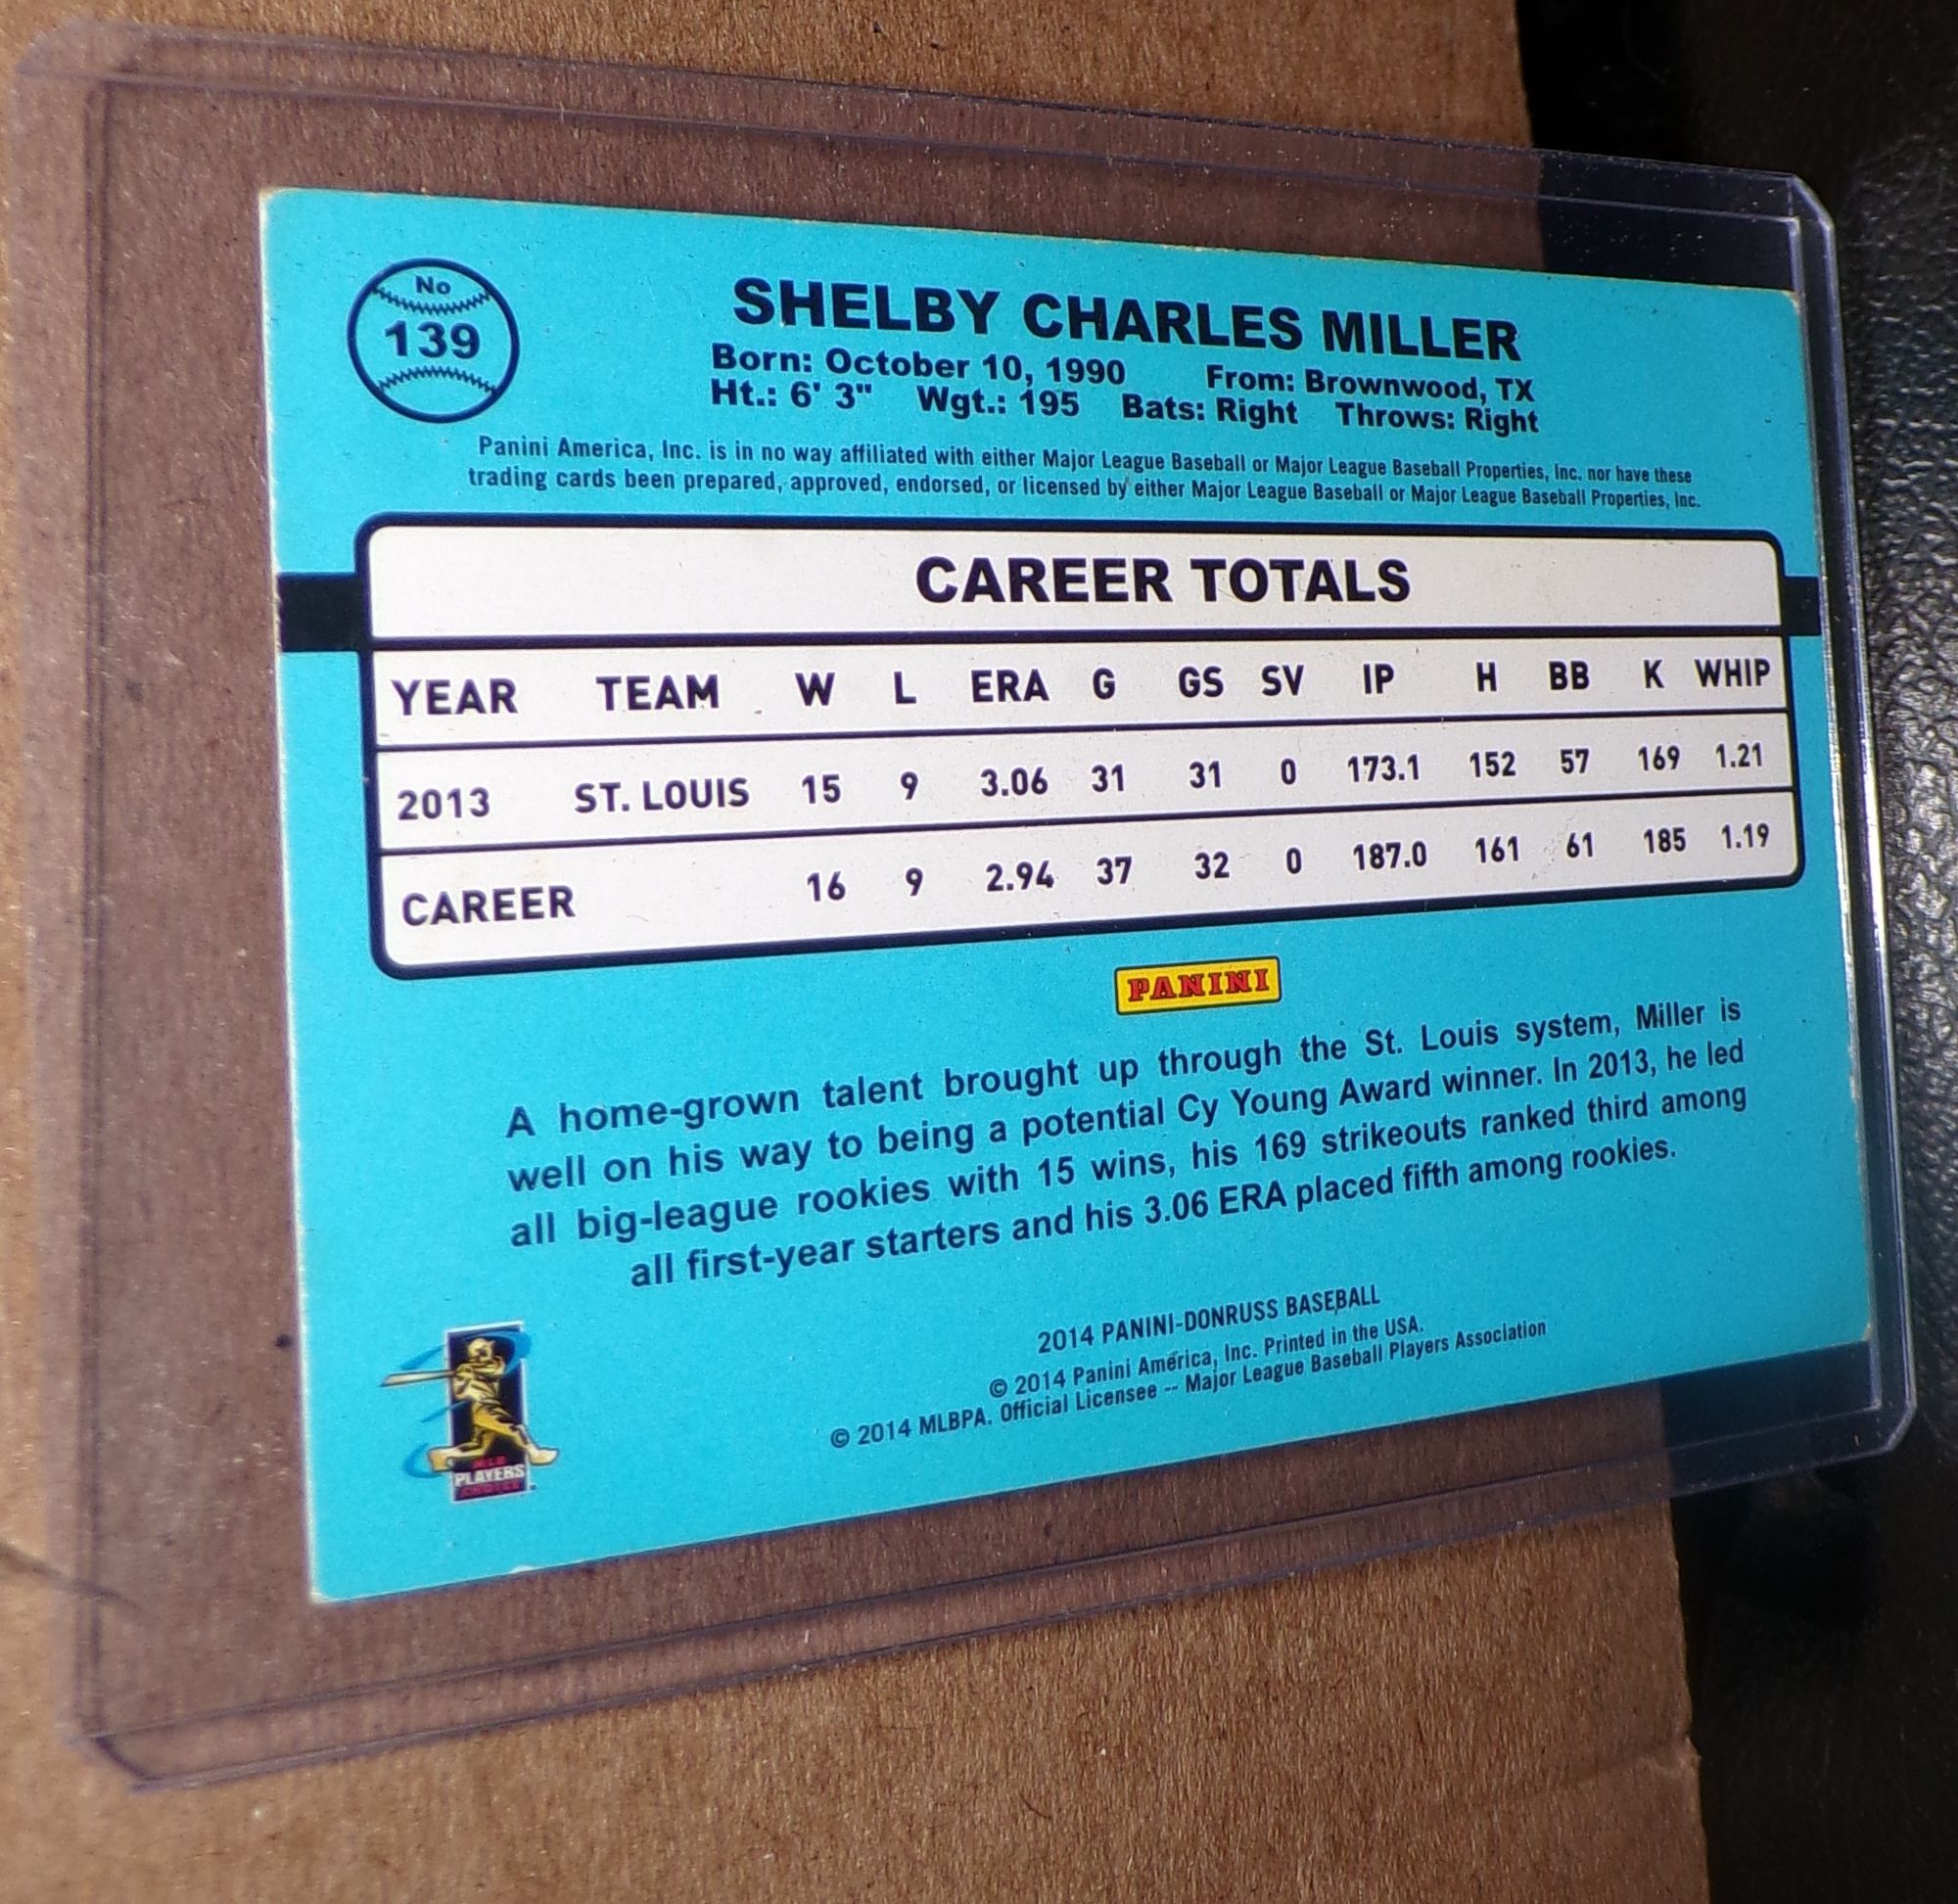 No
139
SHELBY CHARLES MILLER
Born: October 10, 1990 From: Brownwood, TX
Ht.: 6' 3" Wgt.: 195 Bats: Right Throws: Right
Panini America, Inc. is in no way affiliated with either Major League Baseball or Major League Baseball Properties, Inc. nor have these
trading cards been prepared, approved, endorsed, or licensed by either Major League Baseball or Major League Baseball Properties, Inc.
CAREER TOTALS
YEAR TEAM W L ERA G GS SV IP H BB K WHIP
2013 ST. LOUIS 15 9 3.06 31 31 0 173.1 152 57 169 1.21
CAREER 16 9 2.94 37 32 0 187.0 161 61 185 1.19
PANINI
A home-grown talent brought up through the St. Louis system, Miller is
well on his way to being a potential Cy Young Award winner. In 2013, he led
all big-league rookies with 15 wins, his 169 strikeouts ranked third among
all first-year starters and his 3.06 ERA placed fifth among rookies.
2014 PANINI-DONRUSS BASEBALL
© 2014 Panini America, Inc. Printed in the USA.
© 2014 MLBPA. Official Licensee -- Major League Baseball Players Association
MLB
PLAYERS
CHOICE